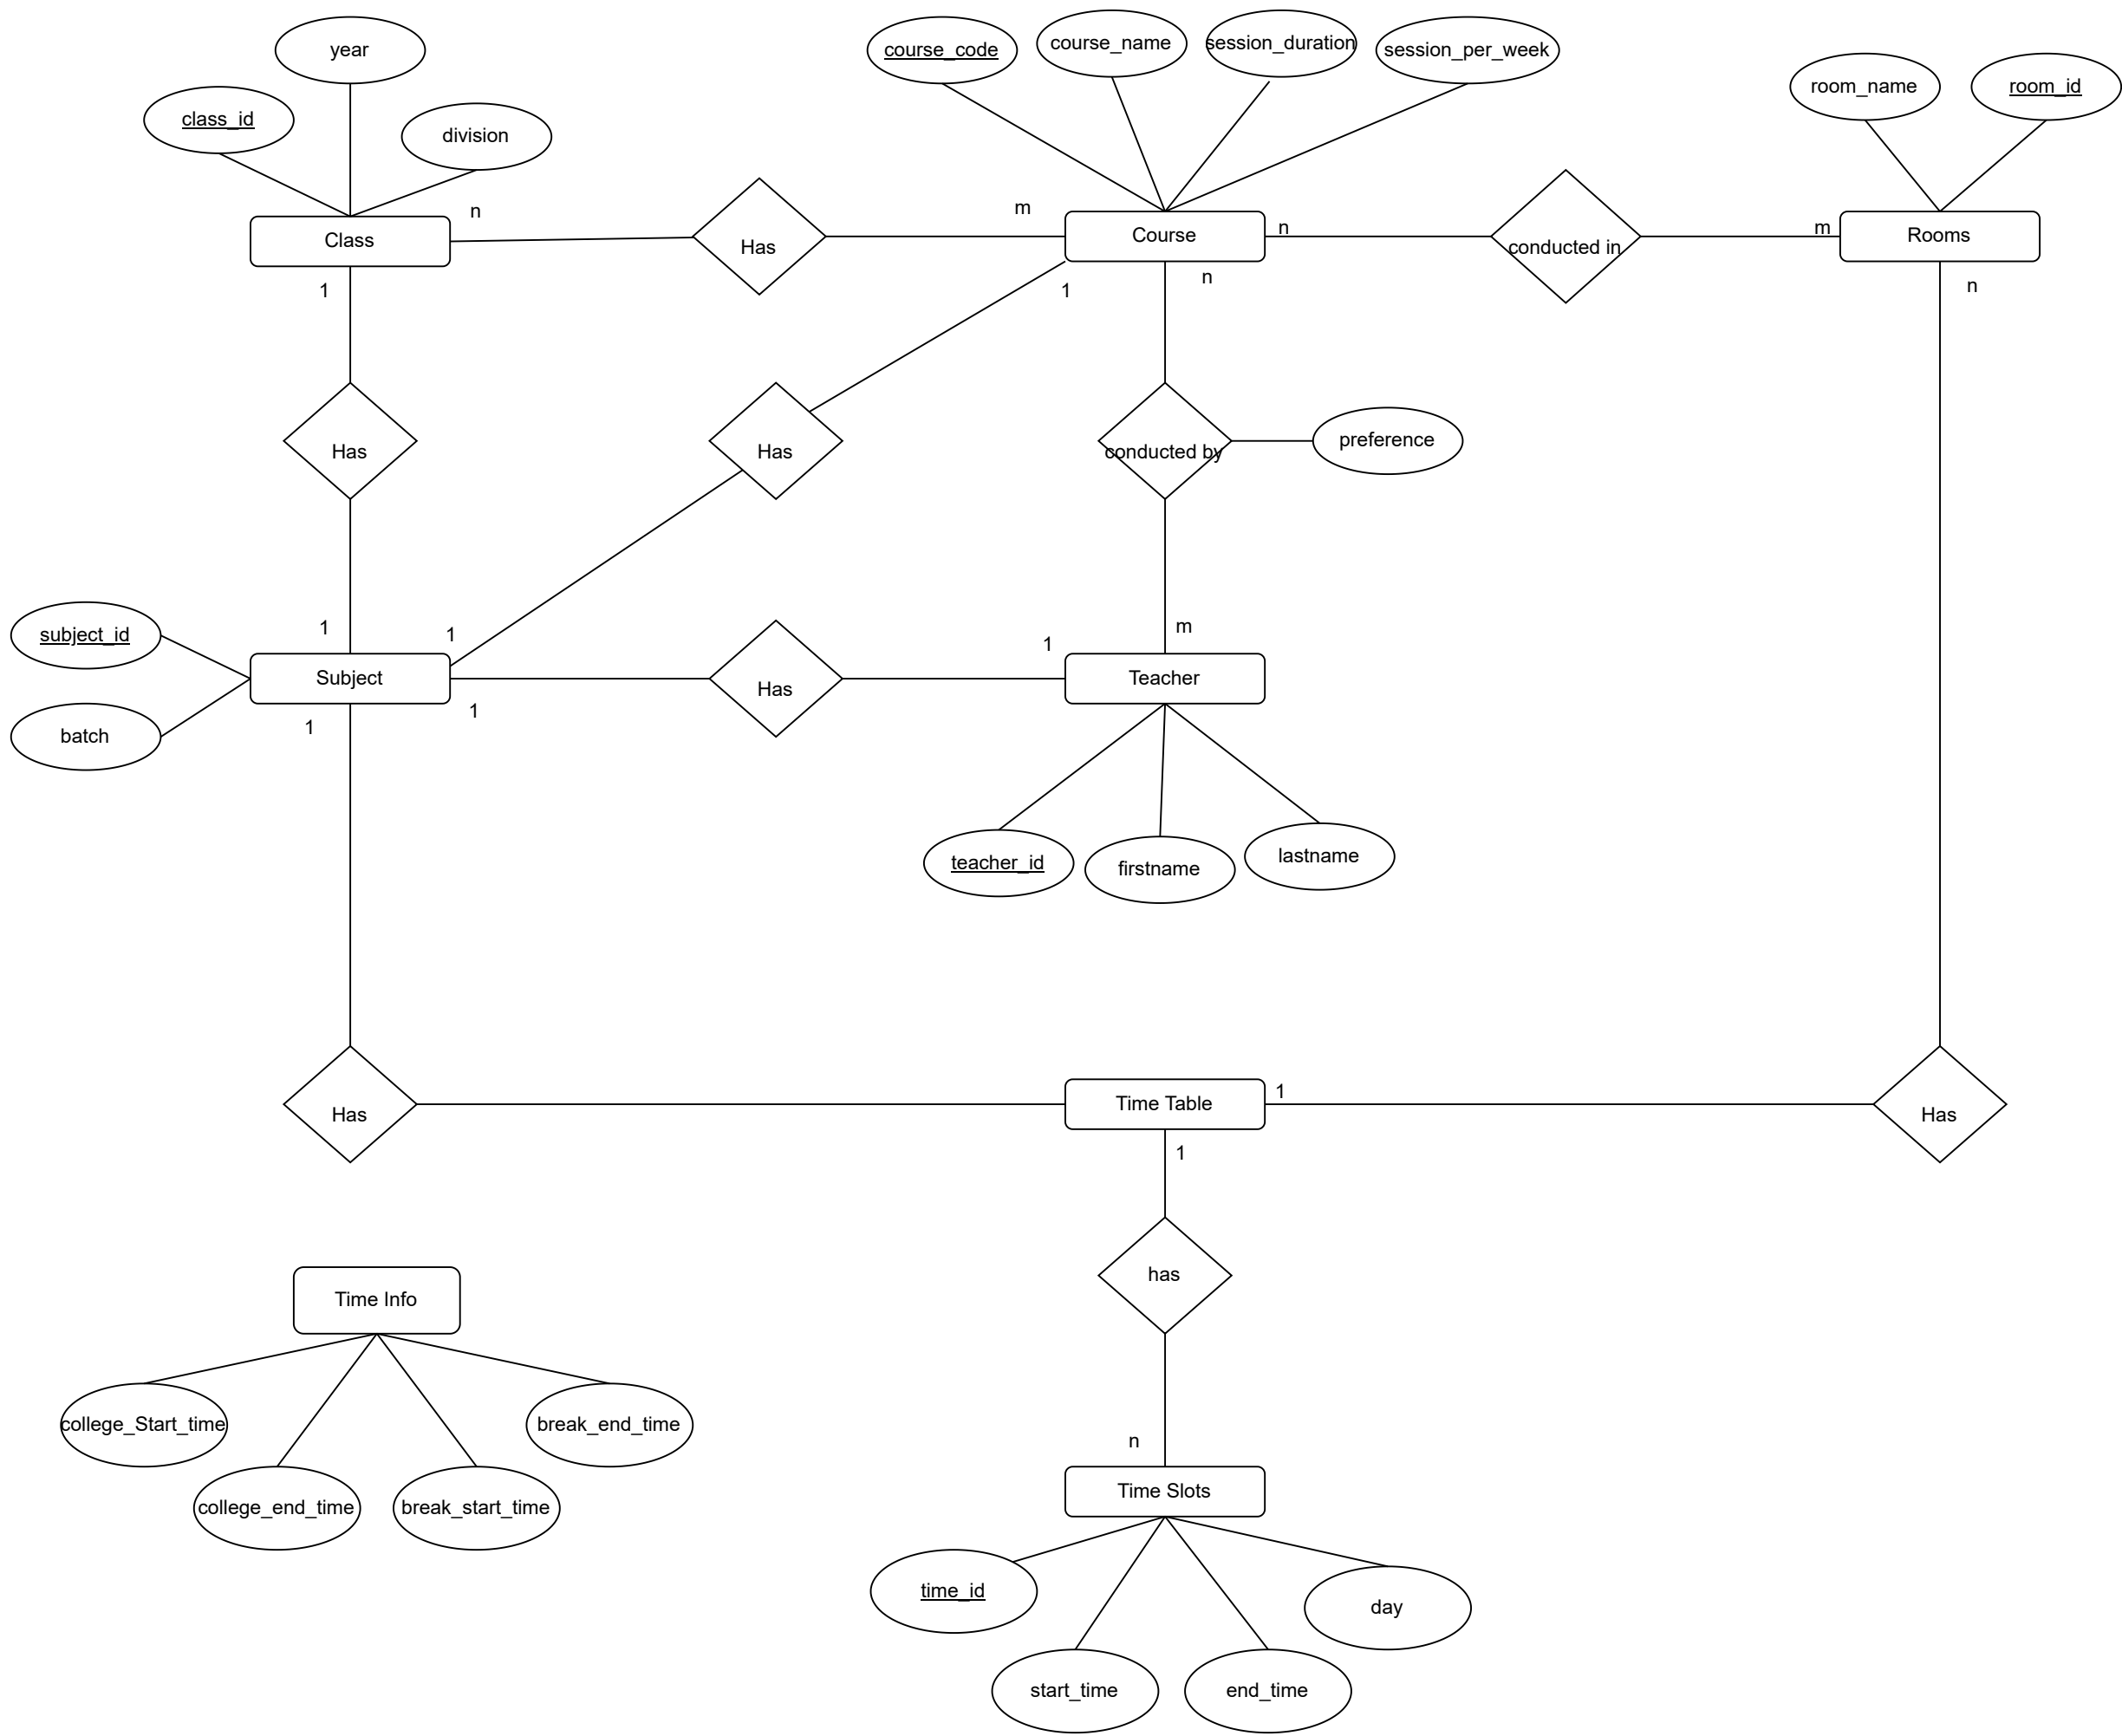 year
course_code
course_name
session_duration
session_per_week
room_name
room_id
class_id
division
n
m
Class
Has
Course
n
conducted in
m
Rooms
1
1
n
n
Has
Has
conducted by
preference
subject_id
1
1
1
m
Subject
Has
Teacher
batch
1
1
teacher_id
firstname
lastname
Has
Time Table
1
Has
1
has
Time Info
college_Start_time
break_end_time
n
college_end_time
break_start_time
Time Slots
time_id
day
start_time
end_time